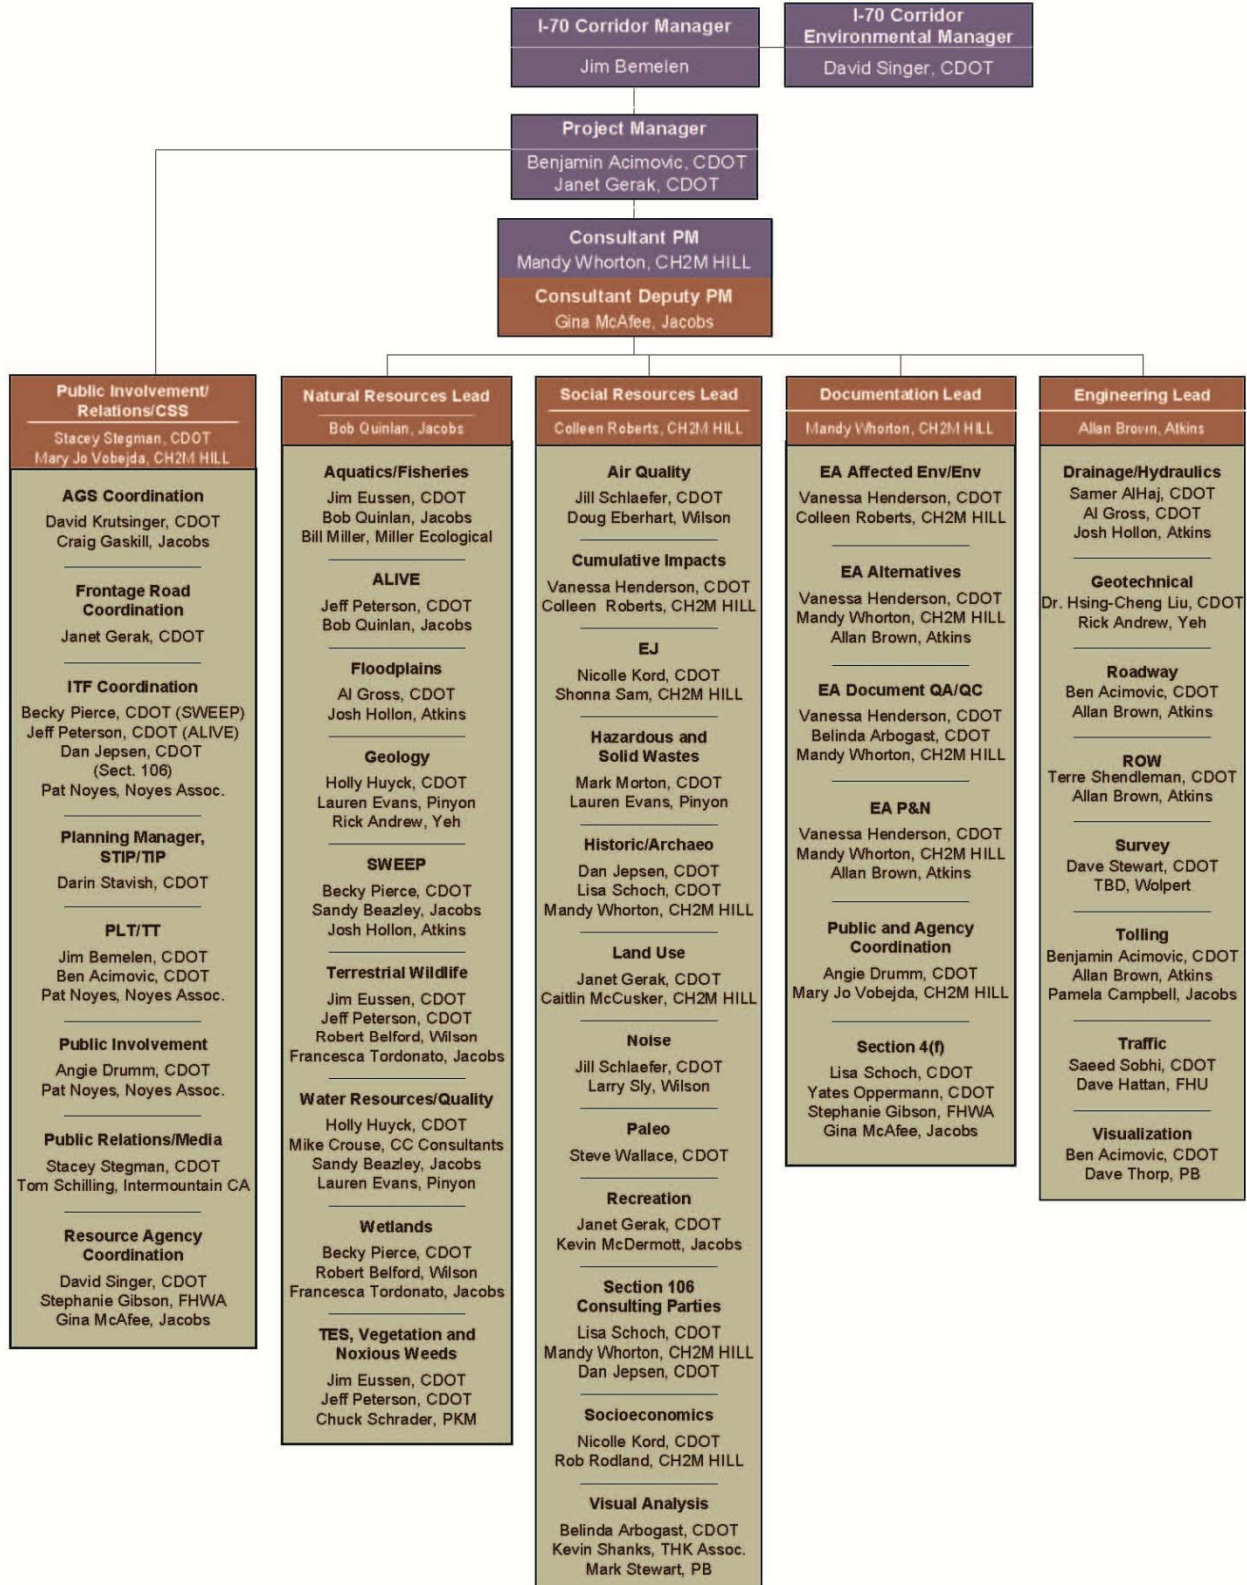 I-70 Corridor Manager
Jim Bemelen
I-70 Corridor
Environmental Manager
David Singer, CDOT
Project Manager
Benjamin Acimovic, CDOT
Janet Gerak, CDOT
Consultant PM
Mandy Whorton, CH2M HILL
Consultant Deputy PM
Gina McAfee, Jacobs
Public Involvement/
Relations/CSS
Stacey Stegman, CDOT
Mary Jo Vobejda, CH2M HILL
AGS Coordination
David Krutsinger, CDOT
Craig Gaskill, Jacobs
Frontage Road
Coordination
Janet Gerak, CDOT
ITF Coordination
Becky Pierce, CDOT (SWEEP)
Jeff Peterson, CDOT (ALIVE)
Dan Jepsen, CDOT
(Sect. 106)
Pat Noyes, Noyes Assoc.
Planning Manager,
STIP/TIP
Darin Stavish, CDOT
PLT/TT
Jim Bemelen, CDOT
Ben Acimovic, CDOT
Pat Noyes, Noyes Assoc.
Public Involvement
Angie Drumm, CDOT
Pat Noyes, Noyes Assoc.
Public Relations/Media
Stacey Stegman, CDOT
Tom Schilling, Intermountain CA
Resource Agency
Coordination
David Singer, CDOT
Stephanie Gibson, FHWA
Gina McAfee, Jacobs
Natural Resources Lead
Bob Quinlan, Jacobs
Aquatics/Fisheries
Jim Eussen, CDOT
Bob Quinlan, Jacobs
Bill Miller, Miller Ecological
ALIVE
Jeff Peterson, CDOT
Bob Quinlan, Jacobs
Floodplains
Al Gross, CDOT
Josh Hollon, Atkins
Geology
Holly Huyck, CDOT
Lauren Evans, Pinyon
Rick Andrew, Yeh
SWEEP
Becky Pierce, CDOT
Sandy Beazley, Jacobs
Josh Hollon, Atkins
Terrestrial Wildlife
Jim Eussen, CDOT
Jeff Peterson, CDOT
Robert Belford, Wilson
Francesca Tordonato, Jacobs
Water Resources/Quality
Holly Huyck, CDOT
Mike Crouse, CC Consultants
Sandy Beazley, Jacobs
Lauren Evans, Pinyon
Wetlands
Becky Pierce, CDOT
Robert Belford, Wilson
Francesca Tordonato, Jacobs
TES, Vegetation and
Noxious Weeds
Jim Eussen, CDOT
Jeff Peterson, CDOT
Chuck Schrader, PKM
Social Resources Lead
Colleen Roberts, CH2M HILL
Air Quality
Jill Schlaefer, CDOT
Doug Eberhart, Wilson
Cumulative Impacts
Vanessa Henderson, CDOT
Colleen Roberts, CH2M HILL
EJ
Nicolle Kord, CDOT
Shonna Sam, CH2M HILL
Hazardous and
Solid Wastes
Mark Morton, CDOT
Lauren Evans, Pinyon
Historic/Archaeo
Dan Jepsen, CDOT
Lisa Schoch, CDOT
Mandy Whorton, CH2M HILL
Land Use
Janet Gerak, CDOT
Caitlin McCusker, CH2M HILL
Noise
Jill Schlaefer, CDOT
Larry Sly, Wilson
Paleo
Steve Wallace, CDOT
Recreation
Janet Gerak, CDOT
Kevin McDermott, Jacobs
Section 106
Consulting Parties
Lisa Schoch, CDOT
Mandy Whorton, CH2M HILL
Dan Jepsen, CDOT
Socioeconomics
Nicolle Kord, CDOT
Rob Rodland, CH2M HILL
Visual Analysis
Belinda Arbogast, CDOT
Kevin Shanks, THK Assoc.
Mark Stewart, PB
Documentation Lead
Mandy Whorton, CH2M HILL
EA Affected Env/Env
Vanessa Henderson, CDOT
Colleen Roberts, CH2M HILL
EA Alternatives
Vanessa Henderson, CDOT
Mandy Whorton, CH2M HILL
Allan Brown, Atkins
EA Document QA/QC
Vanessa Henderson, CDOT
Belinda Arbogast, CDOT
Mandy Whorton, CH2M HILL
EA P&N
Vanessa Henderson, CDOT
Mandy Whorton, CH2M HILL
Allan Brown, Atkins
Public and Agency
Coordination
Angie Drumm, CDOT
Mary Jo Vobejda, CH2M HILL
Section 4(f)
Lisa Schoch, CDOT
Yates Oppermann, CDOT
Stephanie Gibson, FHWA
Gina McAfee, Jacobs
Engineering Lead
Allan Brown, Atkins
Drainage/Hydraulics
Samer AlHaj, CDOT
Al Gross, CDOT
Josh Hollon, Atkins
Geotechnical
Dr. Hsing-Cheng Liu, CDOT
Rick Andrew, Yeh
Roadway
Ben Acimovic, CDOT
Allan Brown, Atkins
ROW
Terre Shendleman, CDOT
Allan Brown, Atkins
Survey
Dave Stewart, CDOT
TBD, Wolpert
Tolling
Benjamin Acimovic, CDOT
Allan Brown, Atkins
Pamela Campbell, Jacobs
Traffic
Saeed Sobhi, CDOT
Dave Hattan, FHU
Visualization
Ben Acimovic, CDOT
Dave Thorp, PB